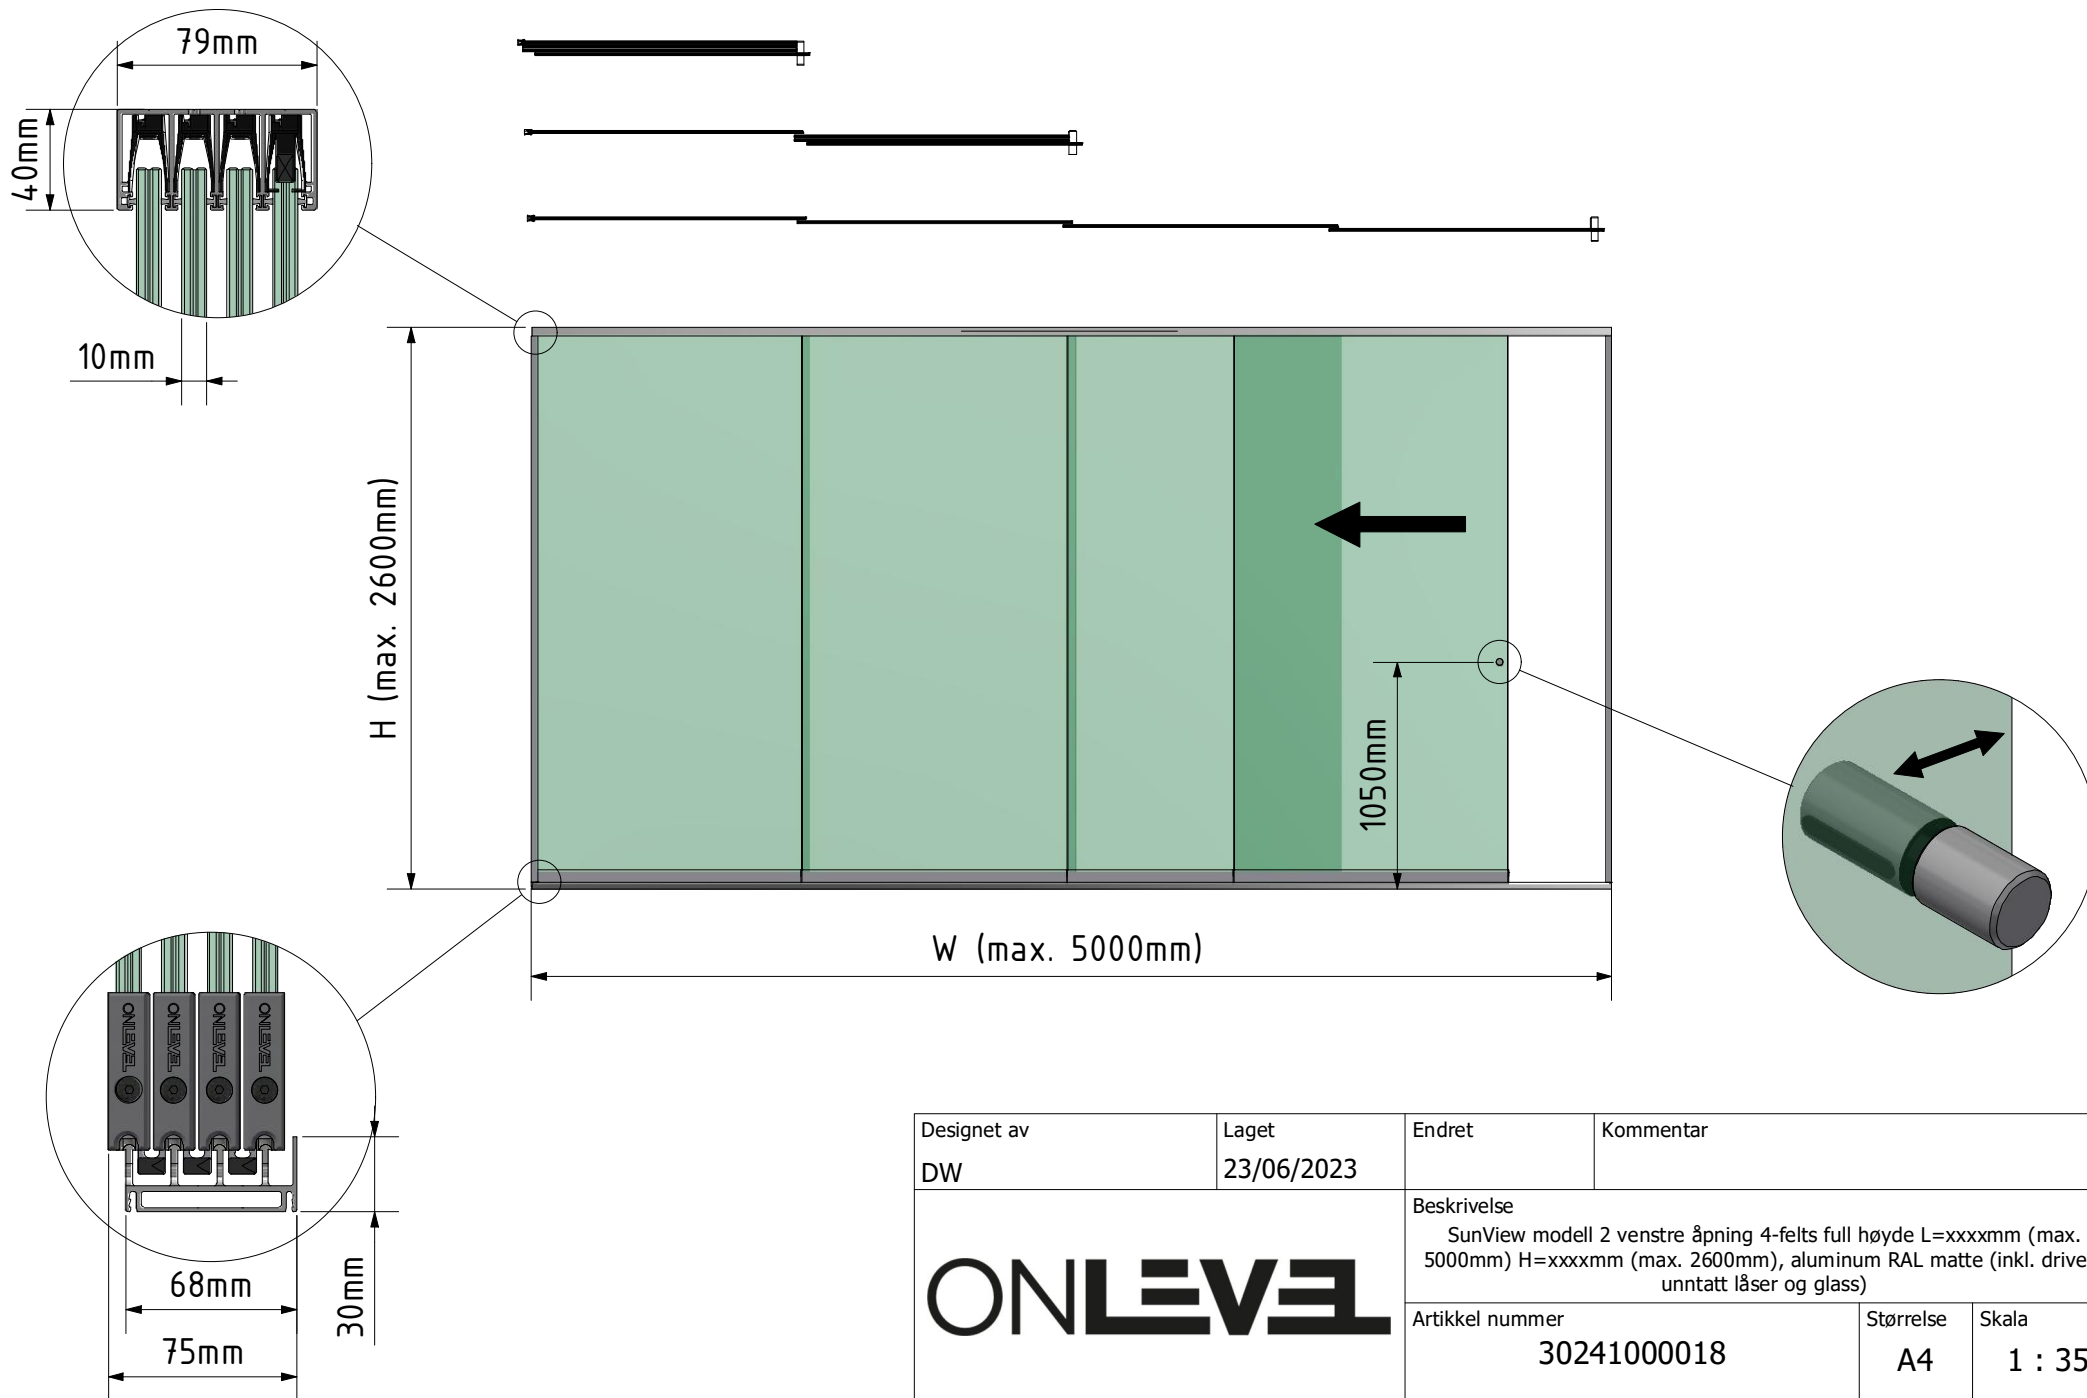 79mm
40mm
10mm
H (max. 2600mm)
1050mm
W (max. 5000mm)
ONLEVEL
ONLEVEL
ONLEVEL
ONLEVEL
68mm
75mm
30mm
Designet av
DW
Laget
23/06/2023
Endret
Kommentar
ONLEVEL
Beskrivelse
SunView modell 2 venstre åpning 4-felts full høyde L=xxxxmm (max.
5000mm) H=xxxxmm (max. 2600mm), aluminum RAL matte (inkl. drive
unntatt låser og glass)
Artikkel nummer
30241000018
Størrelse
A4
Skala
1 : 35